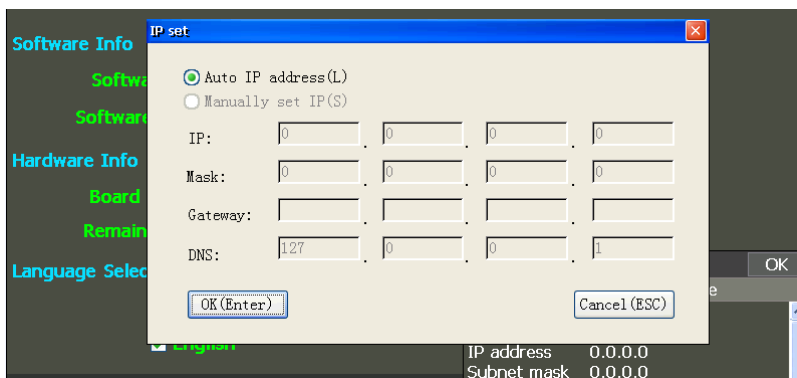 IP set
Software Info
Auto IP address(L)
Manually set IP(S)
IP: 0 . 0 . 0 . 0
Hardware Info
Mask: 0 . 0 . 0 . 0
Board
Gateway: . . .
DNS: 127 . 0 . 0 . 1
OK
OK(Enter) Cancel(ESC)
English
IP address 0.0.0.0
Subnet mask 0.0.0.0